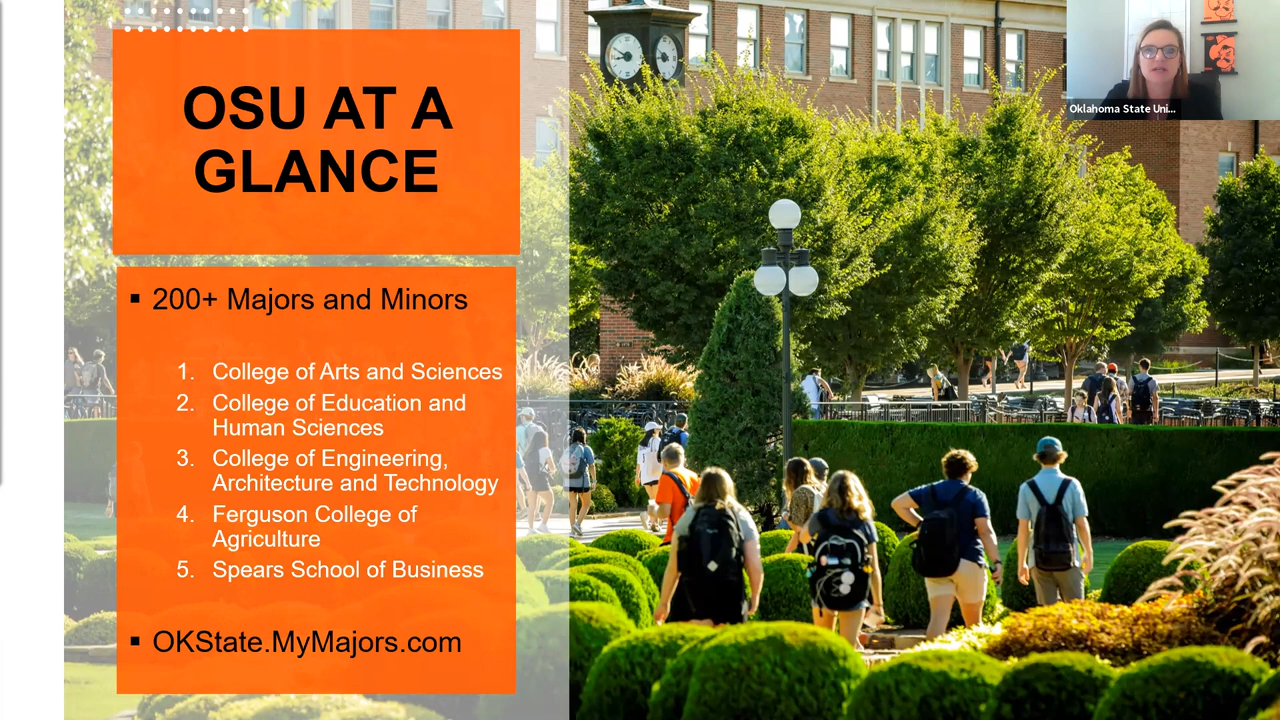 OSU AT A
GLANCE
Oklahoma State Uni...
▪ 200+ Majors and Minors
1. College of Arts and Sciences
2. College of Education and
Human Sciences
3. College of Engineering,
Architecture and Technology
4. Ferguson College of
Agriculture
5. Spears School of Business
▪ OKState.MyMajors.com